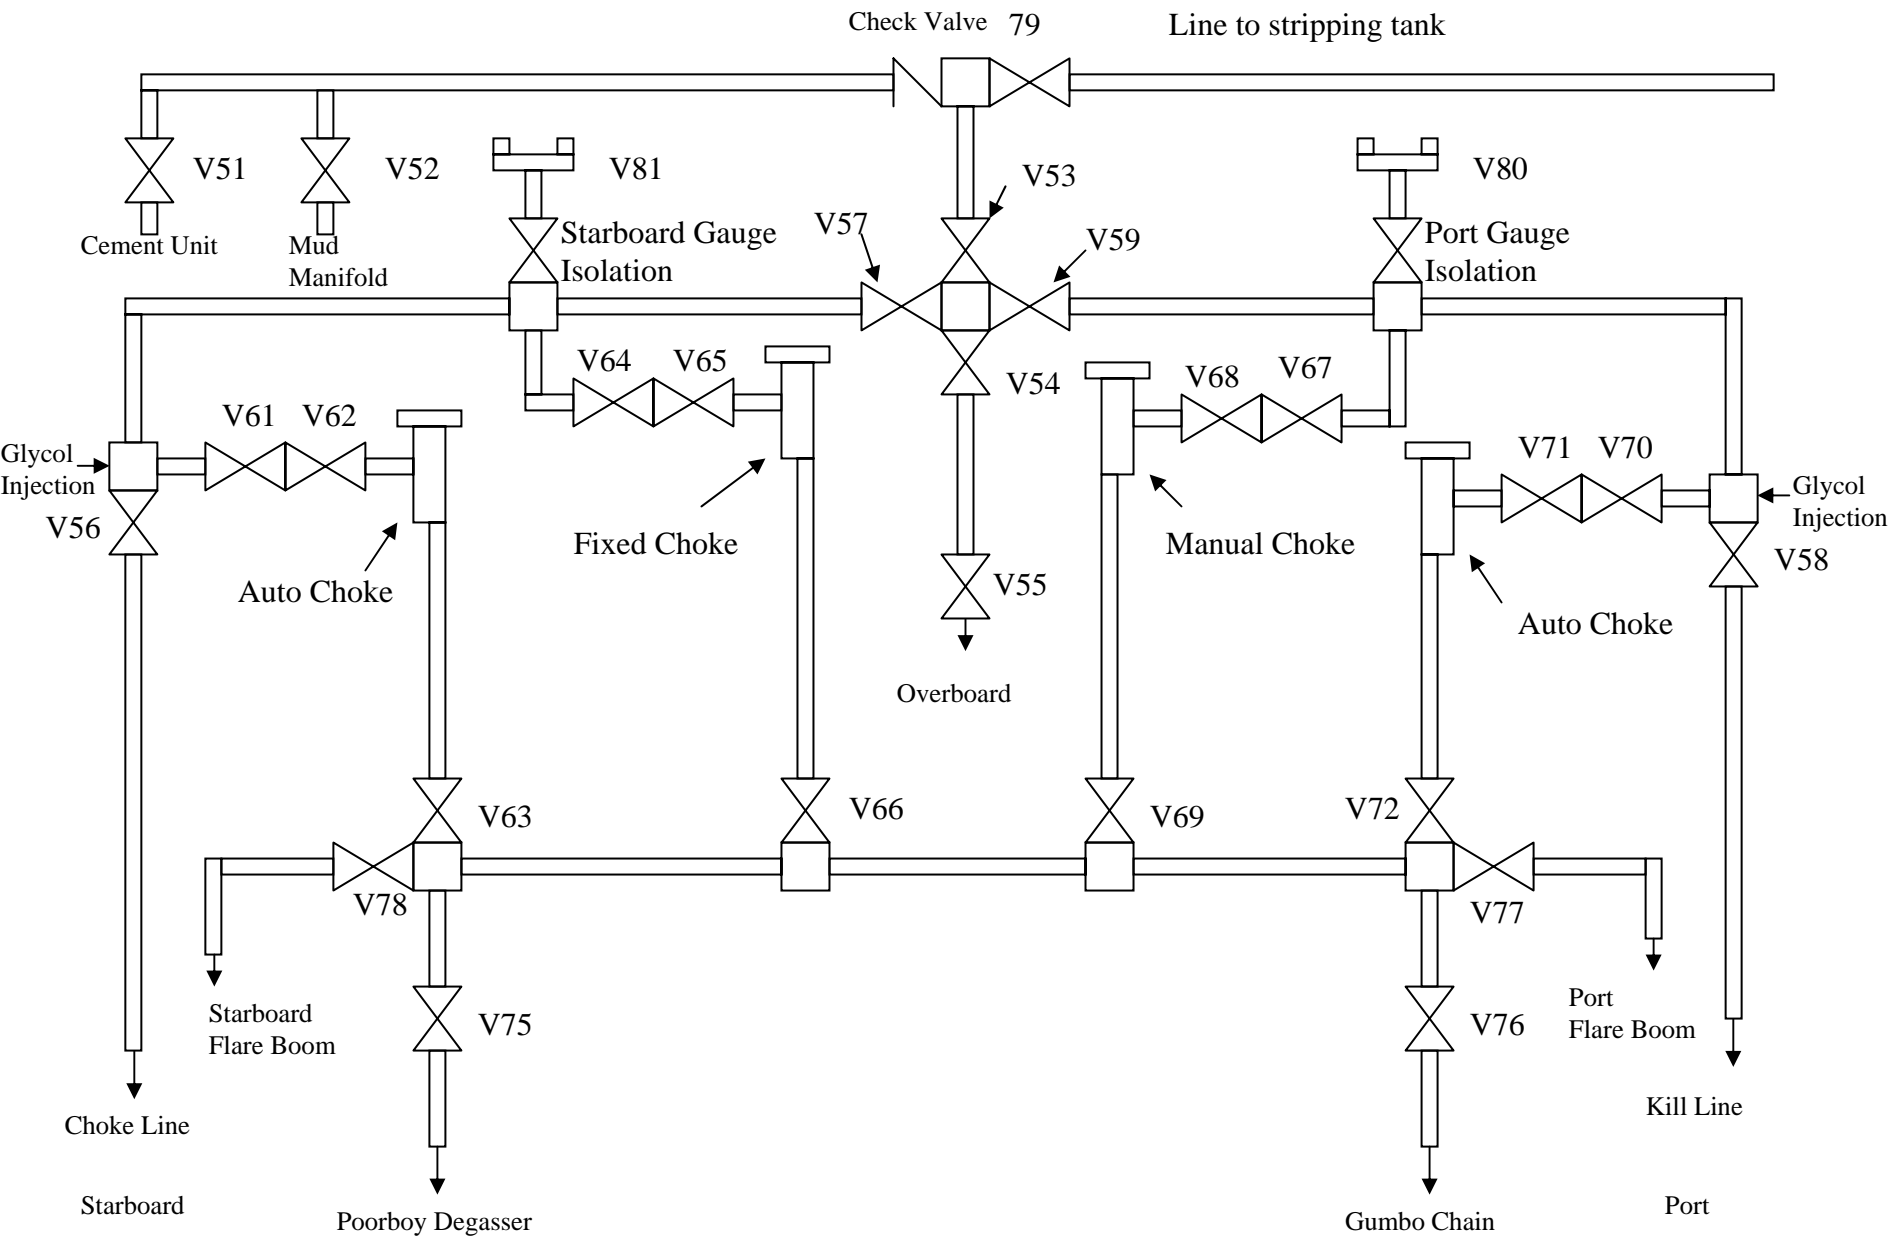 Check Valve 79
Line to stripping tank
V51
V52
V81
V53
V80
Cement Unit
Mud
Manifold
Starboard Gauge
Isolation
V57
V59
Port Gauge
Isolation
V64
V65
V54
V68
V67
V61
V62
V71
V70
Glycol
Injection
V56
Fixed Choke
Manual Choke
Glycol
Injection
V58
Auto Choke
V55
Auto Choke
Overboard
V63
V66
V69
V72
V78
V77
Starboard
Flare Boom
V75
V76
Port
Flare Boom
Choke Line
Kill Line
Starboard
Port
Poorboy Degasser
Gumbo Chain